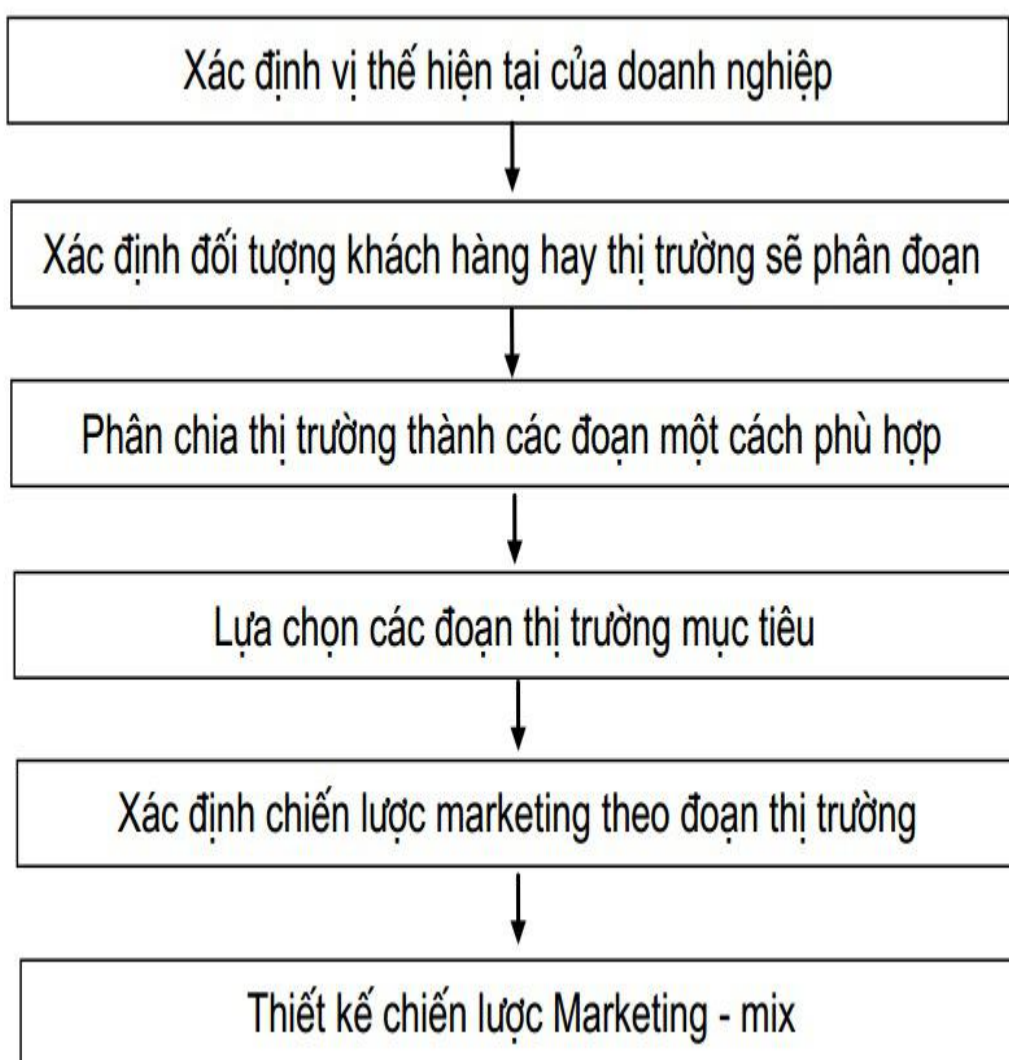 Xác định vị thế hiện tại của doanh nghiệp
Xác định đối tượng khách hàng hay thị trường sẽ phân đoạn
Phân chia thị trường thành các đoạn một cách phù hợp
Lựa chọn các đoạn thị trường mục tiêu
Xác định chiến lược marketing theo đoạn thị trường
Thiết kế chiến lược Marketing - mix